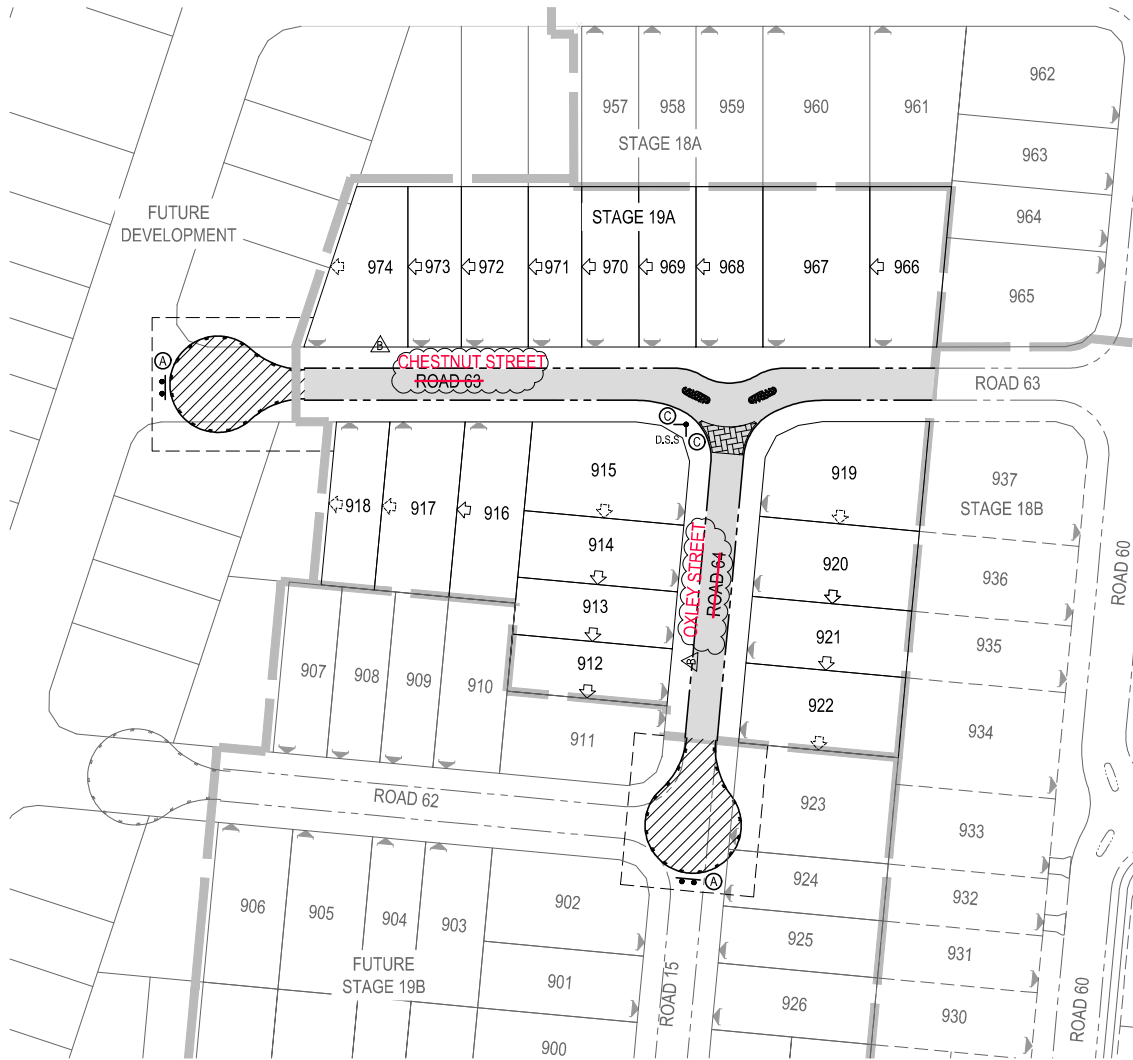 962
957
958
959
960
961
STAGE 18A
963
FUTURE
DEVELOPMENT
STAGE 19A
964
974
973
972
971
970
969
968
967
966
965
B
A
CHESTNUT STREET
ROAD 63
ROAD 63
C
D.S.S
C
915
919
937
STAGE 18B
918
917
916
914
920
936
OXLEY STREET
ROAD 64
ROAD 60
913
921
935
B
912
907
908
909
910
922
934
911
ROAD 62
923
933
A
924
932
906
905
904
903
902
925
931
FUTURE
STAGE 19B
901
ROAD 15
926
930
ROAD 60
900